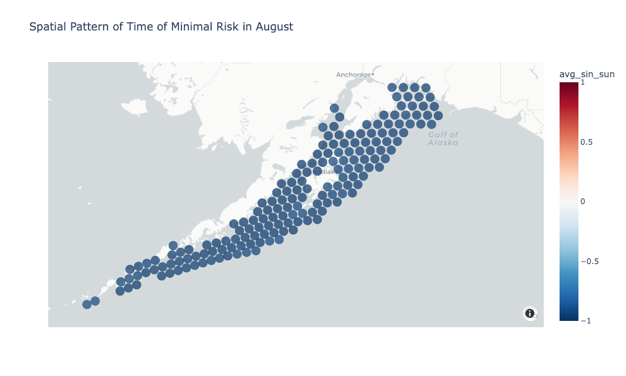 Spatial Pattern of Time of Minimal Risk in August
avg_sin_sun
Anchorage
1
0.5
Gulf of
Alaska
0
−0.5
−1